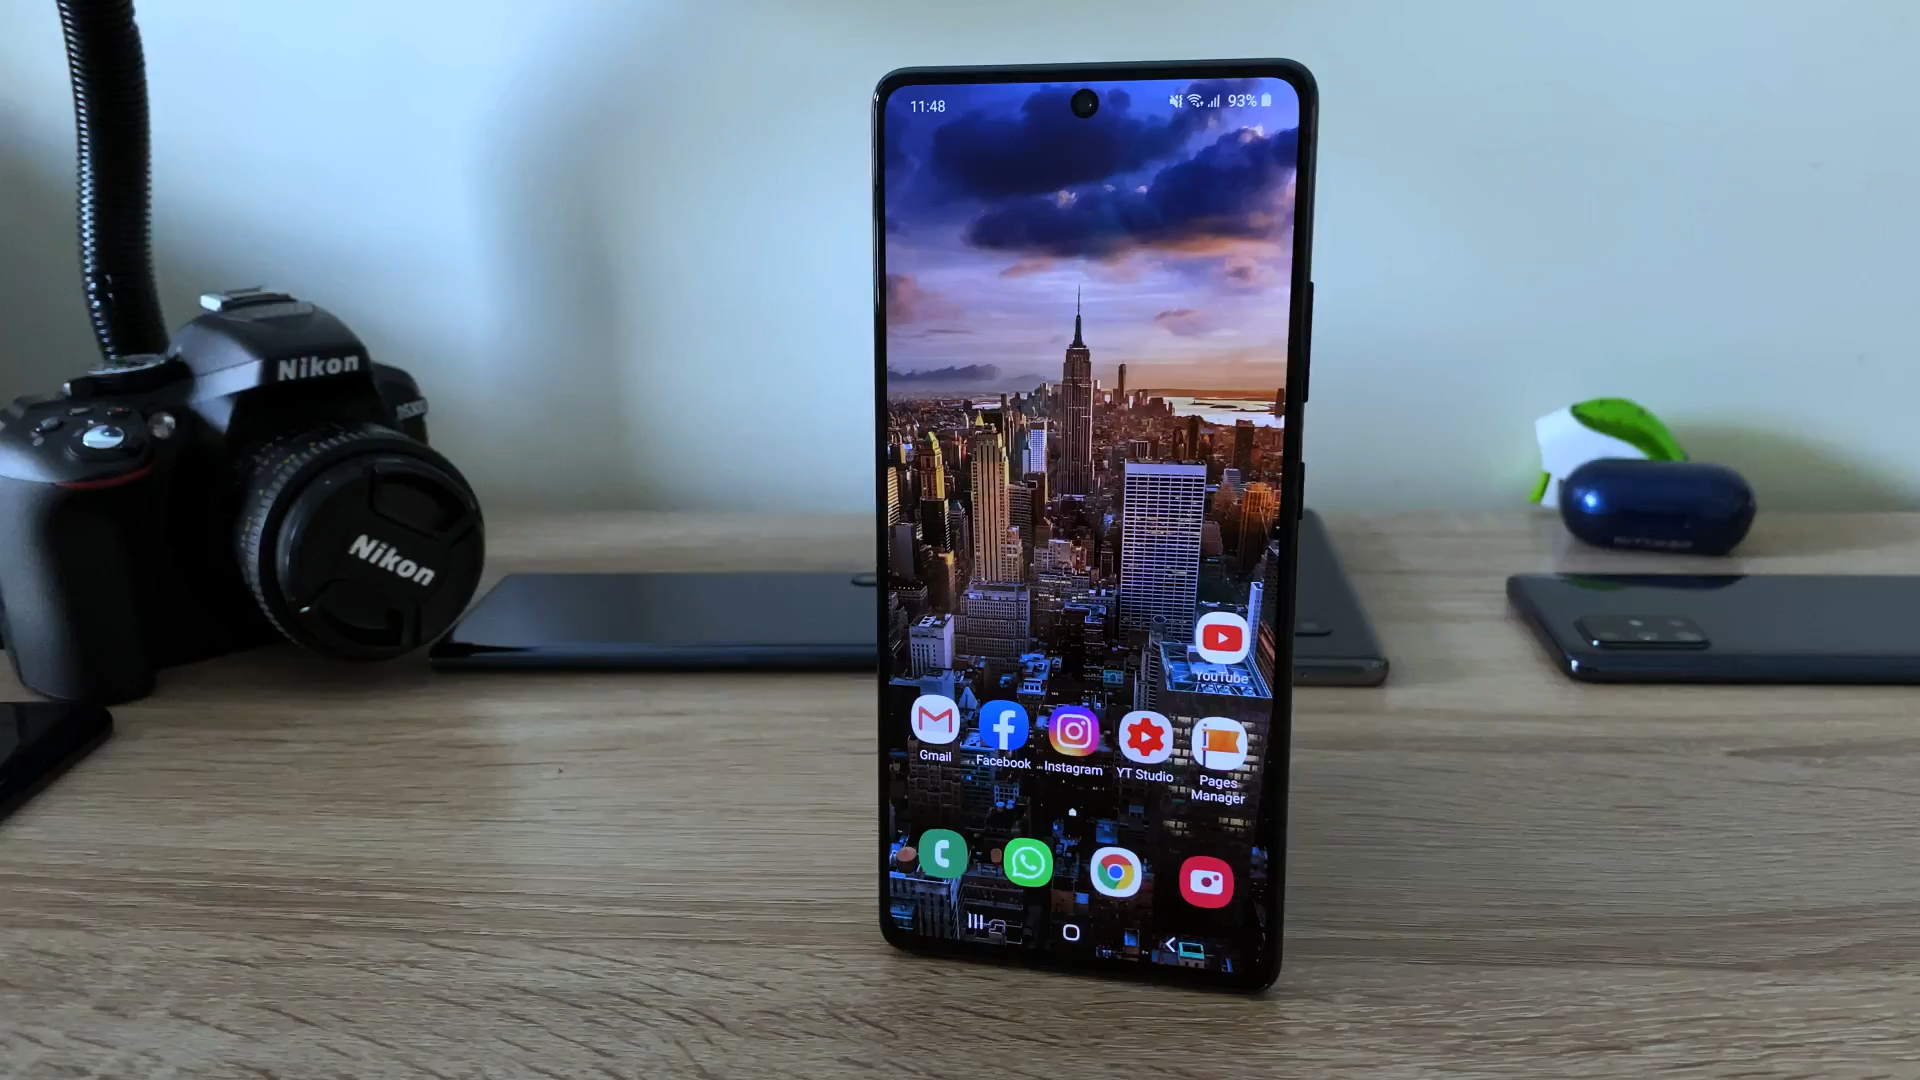 11:48
93%
Nikon
Nikon
YouTube
Gmail
Facebook
Instagram
YT Studio
Pages
Manager